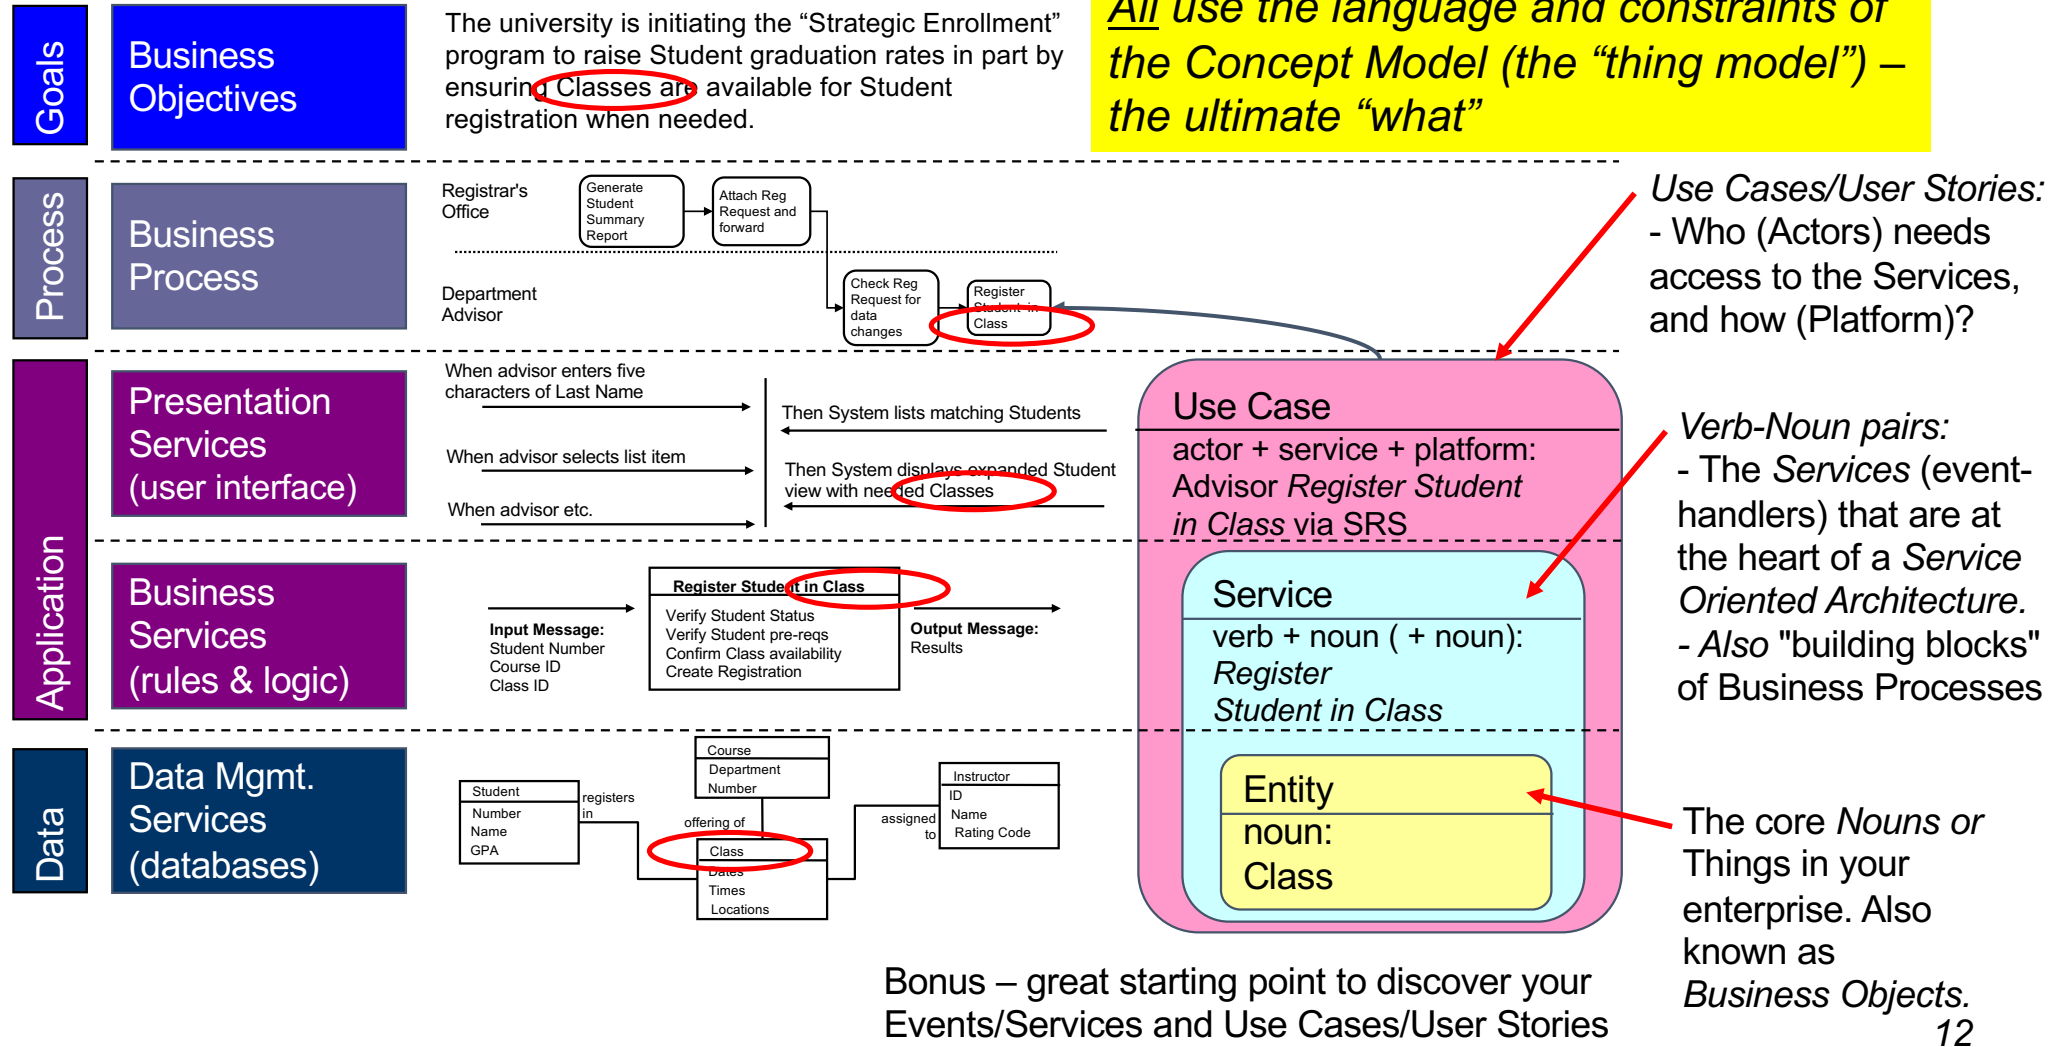 Goals
Business
Objectives
The university is initiating the “Strategic Enrollment”
program to raise Student graduation rates in part by
ensuring Classes are available for Student
registration when needed.
All use the language and constraints of
the Concept Model (the “thing model”) –
the ultimate “what”
Process
Business
Process
Registrar's
Office
Generate
Student
Summary
Report
Attach Reg
Request and
forward
Department
Advisor
Check Reg
Request for
data
changes
Register
Student in
Class
Use Cases/User Stories:
- Who (Actors) needs
access to the Services,
and how (Platform)?
Application
Presentation
Services
(user interface)
When advisor enters five
characters of Last Name
Then System lists matching Students
When advisor selects list item
Then System displays expanded Student
view with needed Classes
When advisor etc.
Use Case
actor + service + platform:
Advisor Register Student
in Class via SRS
Verb-Noun pairs:
- The Services (event-
handlers) that are at
the heart of a Service
Oriented Architecture.
- Also "building blocks"
of Business Processes
Business
Services
(rules & logic)
Input Message:
Student Number
Course ID
Class ID
Register Student in Class
Verify Student Status
Verify Student pre-reqs
Confirm Class availability
Create Registration
Output Message:
Results
Service
verb + noun ( + noun):
Register
Student in Class
Data
Data Mgmt.
Services
(databases)
Student
Number
Name
GPA
registers
in
Course
Department
Number
offering of
Class
Dates
Times
Locations
assigned
to
Instructor
ID
Name
Rating Code
Entity
noun:
Class
The core Nouns or
Things in your
enterprise. Also
known as
Business Objects.
Bonus – great starting point to discover your
Events/Services and Use Cases/User Stories
12